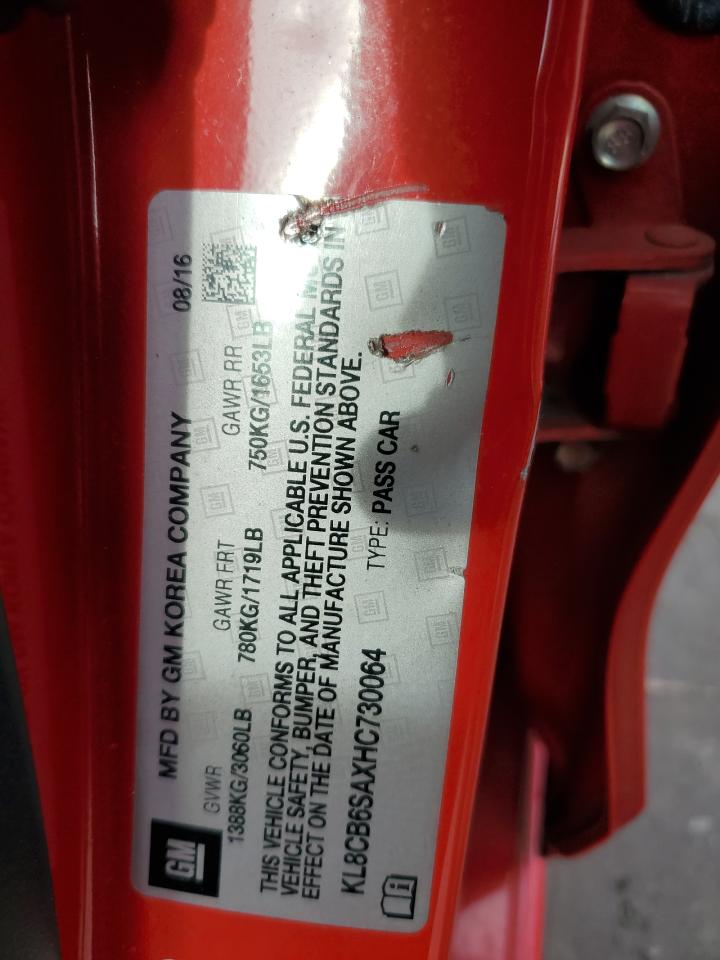 GM
MFD BY GM KOREA COMPANY 08/16
GVWR GAWR FRT GAWR RR
1388KG/3060LB 780KG/1719LB 750KG/1653LB
THIS VEHICLE CONFORMS TO ALL APPLICABLE U.S. FEDERAL
VEHICLE SAFETY, BUMPER, AND THEFT PREVENTION STANDARDS IN
EFFECT ON THE DATE OF MANUFACTURE SHOWN ABOVE.
KL8CB6SAXHC730064 TYPE: PASS CAR